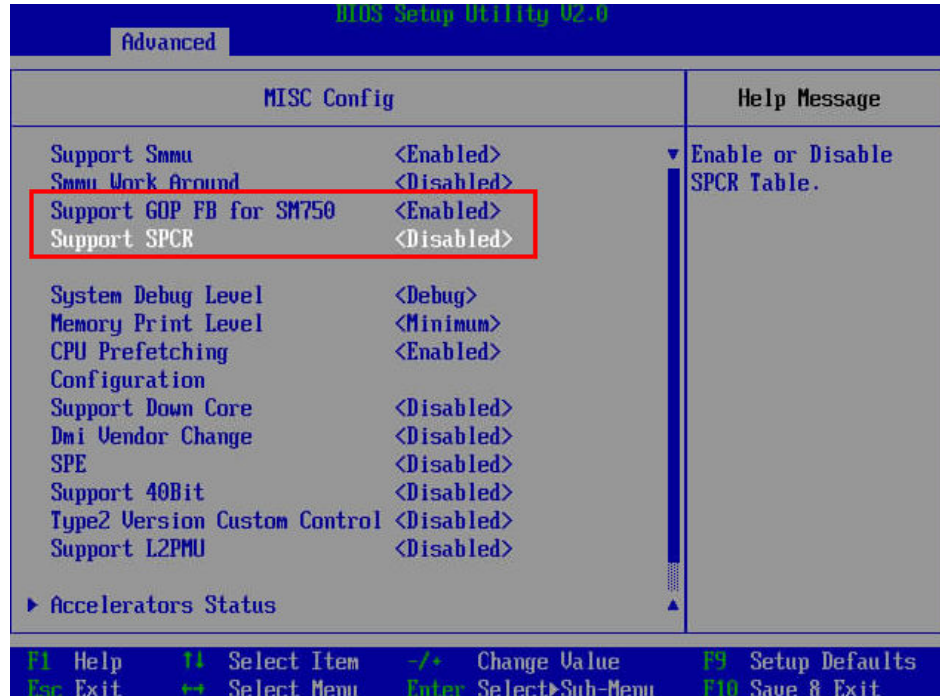 BIOS Setup Utility V2.0
Advanced
MISC Config
Help Message
Support Smmu <Enabled>
Smmu Work Around <Disabled>
Support GOP FB for SM750 <Enabled>
Support SPCR <Disabled>
System Debug Level <Debug>
Memory Print Level <Minimum>
CPU Prefetching <Enabled>
Configuration
Support Down Core <Disabled>
Dmi Vendor Change <Disabled>
SPE <Disabled>
Support 40Bit <Disabled>
Type2 Version Custom Control <Disabled>
Support L2PMU <Disabled>
Accelerators Status
Enable or Disable
SPCR Table.
F1 Help ↑↓ Select Item -/+ Change Value F9 Setup Defaults
Esc Exit ←→ Select Menu Enter Select▶Sub-Menu F10 Save & Exit